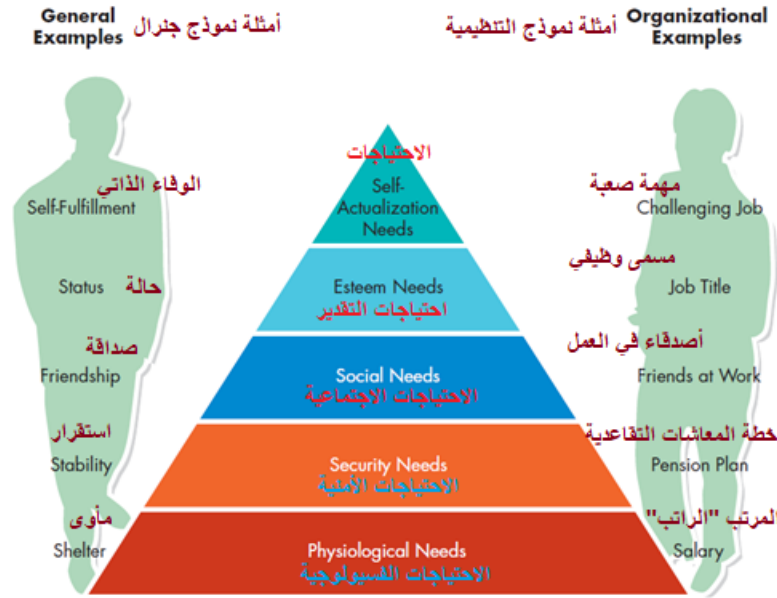 General
Examples
أمثلة نموذج جنرال
أمثلة نموذج التنظيمية
Organizational
Examples
الاحتياجات
Self-
Actualization
Needs
الوفاء الذاتي
Self-Fulfillment
مهمة صعبة
Challenging Job
Status
حالة
Esteem Needs
احتياجات التقدير
مسمى وظيفي
Job Title
صداقة
Friendship
Social Needs
الاحتياجات الاجتماعية
أصدقاء في العمل
Friends at Work
استقرار
Stability
Security Needs
الاحتياجات الأمنية
خطة المعاشات التقاعدية
Pension Plan
مأوى
Shelter
Physiological Needs
الاحتياجات الفسيولوجية
المرتب "الراتب"
Salary